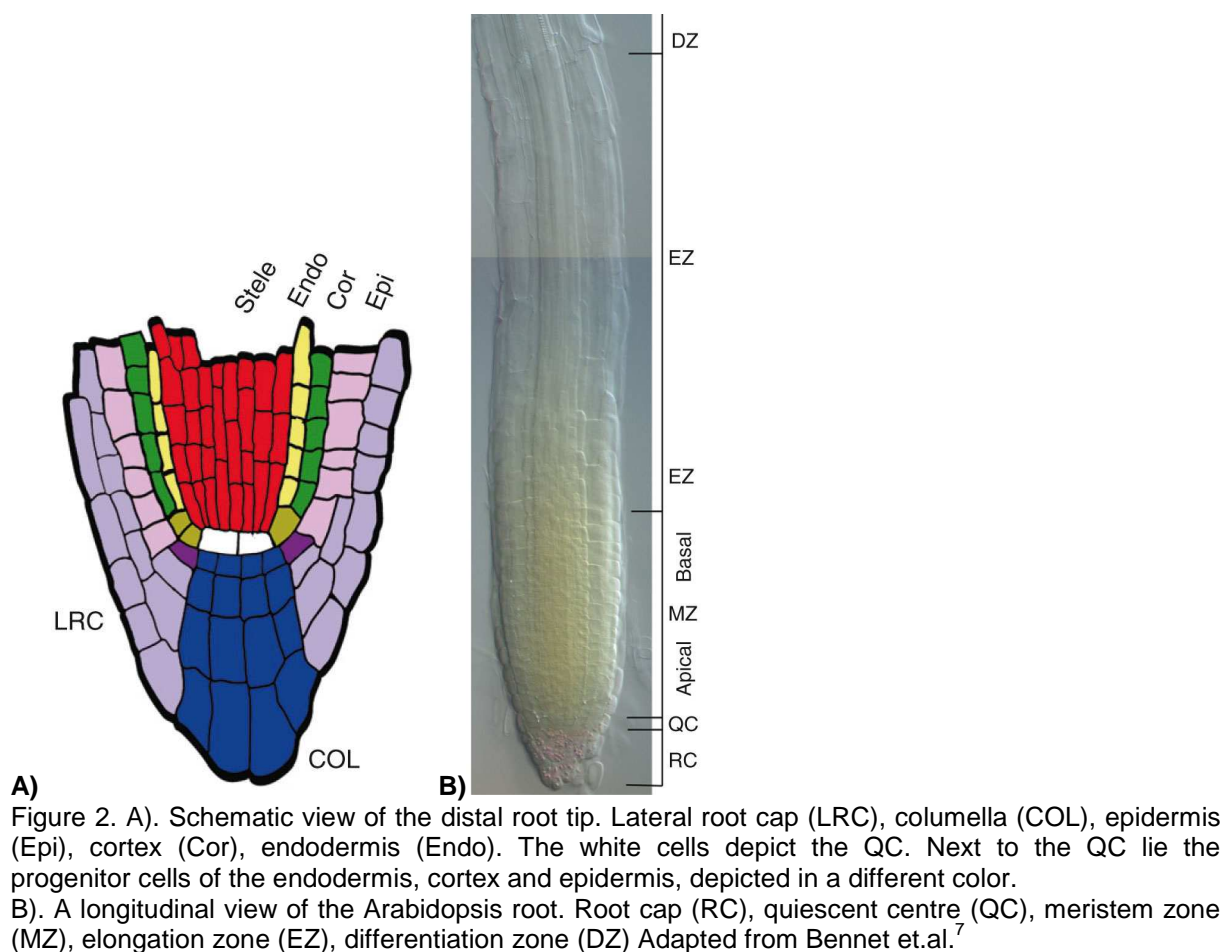 Stele
Endo
Cor
Epi
LRC
COL
A)
DZ
EZ
EZ
Basal
MZ
Apical
QC
RC
B)
Figure 2. A). Schematic view of the distal root tip. Lateral root cap (LRC), columella (COL), epidermis
(Epi), cortex (Cor), endodermis (Endo). The white cells depict the QC. Next to the QC lie the
progenitor cells of the endodermis, cortex and epidermis, depicted in a different color.
B). A longitudinal view of the Arabidopsis root. Root cap (RC), quiescent centre (QC), meristem zone
(MZ), elongation zone (EZ), differentiation zone (DZ) Adapted from Bennet et.al.7